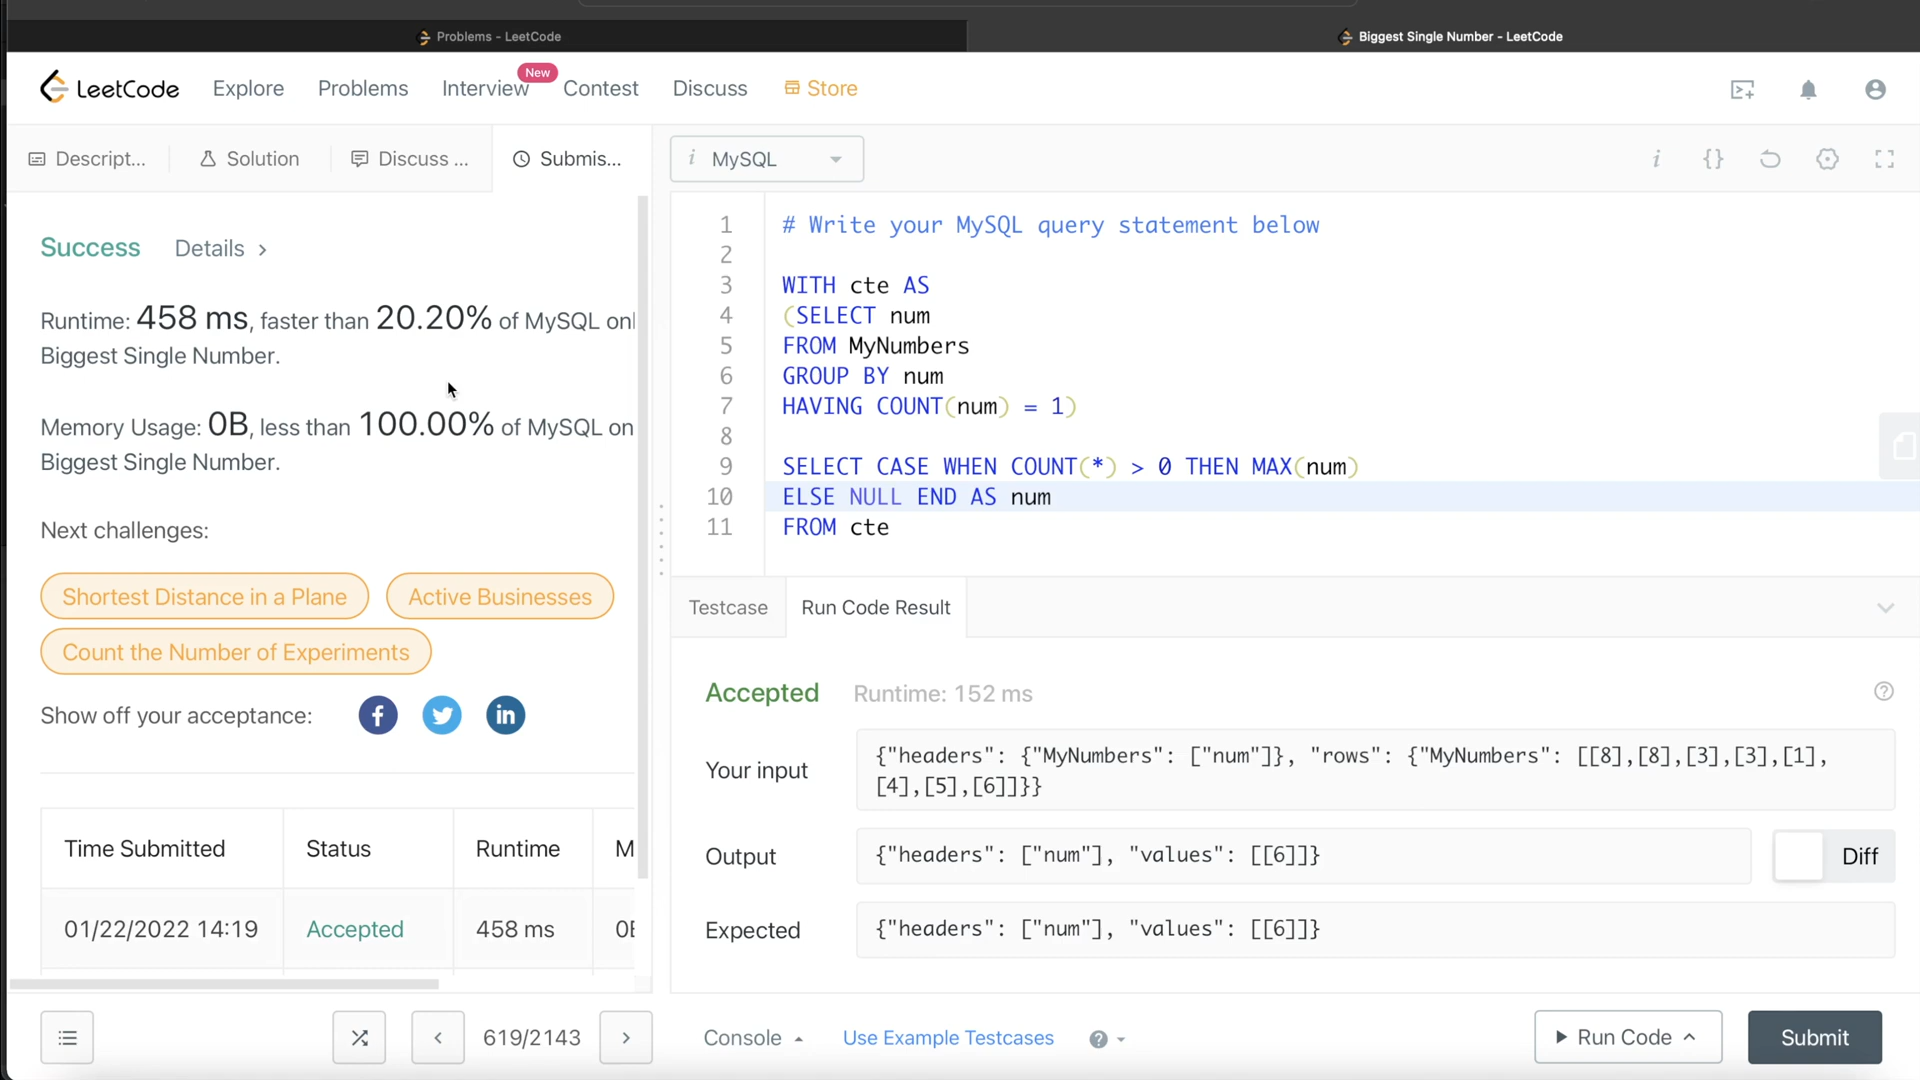 Problems - LeetCode
Biggest Single Number - LeetCode
LeetCode
Explore
Problems
Interview
New
Contest
Discuss
Store
Descript...
Solution
Discuss ...
Submis...
i MySQL
i
{}
Success
Details >
Runtime: 458 ms, faster than 20.20% of MySQL onl
Biggest Single Number.
Memory Usage: 0B, less than 100.00% of MySQL on
Biggest Single Number.
Next challenges:
Shortest Distance in a Plane
Active Businesses
Count the Number of Experiments
Show off your acceptance:
Time Submitted
Status
Runtime
M
01/22/2022 14:19
Accepted
458 ms
0B
619/2143
1 # Write your MySQL query statement below
2
3 WITH cte AS
4 (SELECT num
5 FROM MyNumbers
6 GROUP BY num
7 HAVING COUNT(num) = 1)
8
9 SELECT CASE WHEN COUNT(*) > 0 THEN MAX(num)
10 ELSE NULL END AS num
11 FROM cte
Testcase
Run Code Result
Accepted
Runtime: 152 ms
Your input
{"headers": {"MyNumbers": ["num"]}, "rows": {"MyNumbers": [[8],[8],[3],[3],[1],
[4],[5],[6]]}}
Output
{"headers": ["num"], "values": [[6]]}
Diff
Expected
{"headers": ["num"], "values": [[6]]}
Console
Use Example Testcases
Run Code
Submit